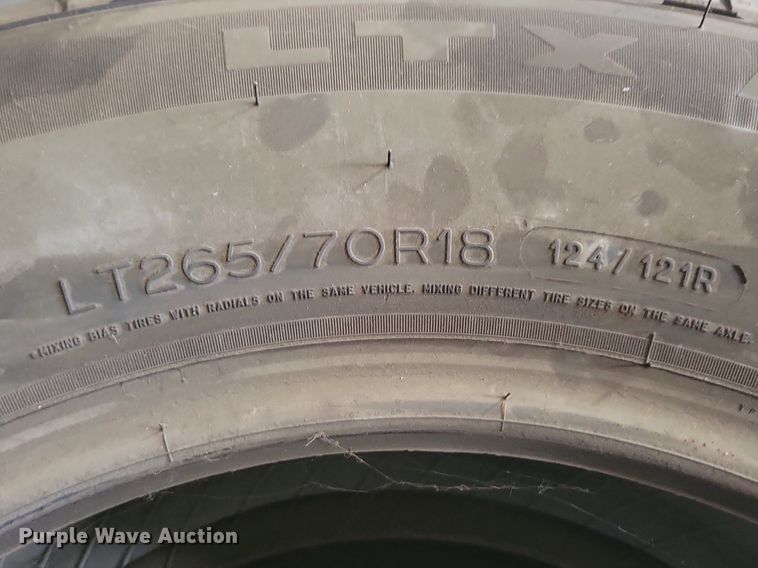 LTX
LT265/70R18 124/121R
• MIXING BIAS TIRES WITH RADIALS ON THE SAME VEHICLE. MIXING DIFFERENT TIRE SIZES ON THE SAME AXLE.
Purple Wave Auction®